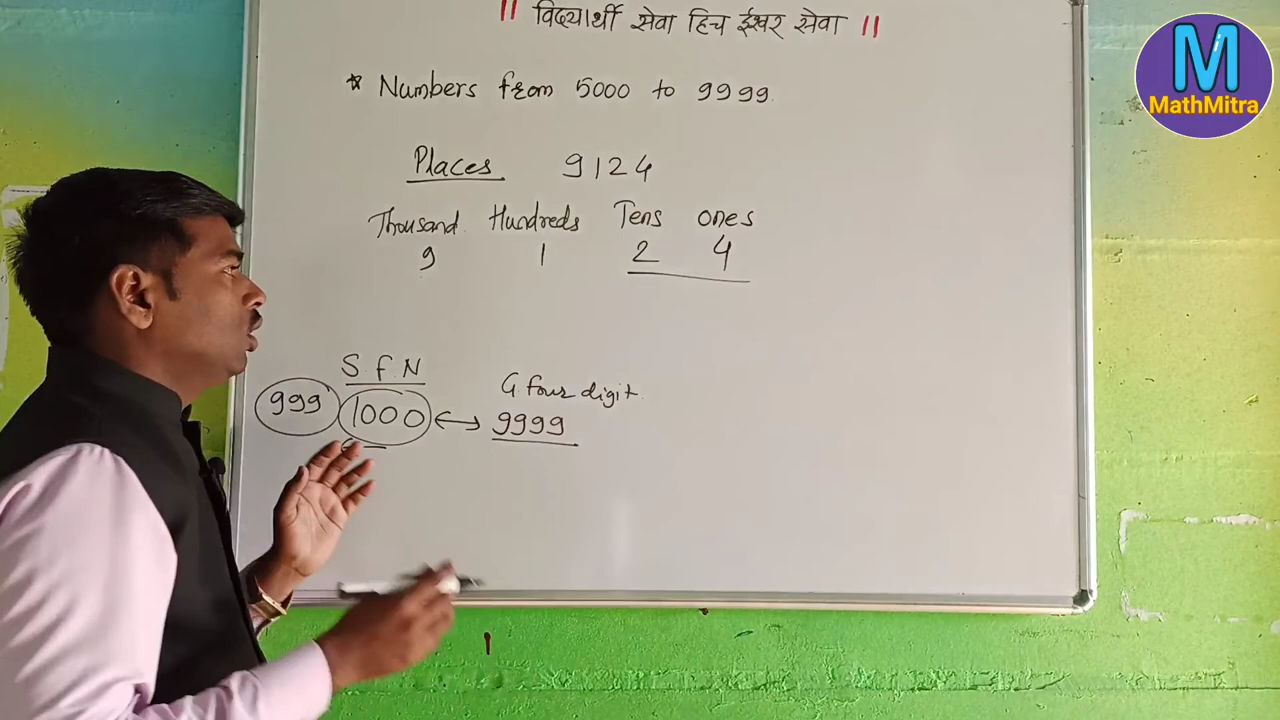 || विद्यार्थी सेवा हिच ईश्वर सेवा ||
M
MathMitra
* Numbers from 5000 to 9999.
Places 9124
Thousand Hundreds Tens ones
9 1 2 4
S. f. N
G. four digit.
999 1000 ↔ 9999